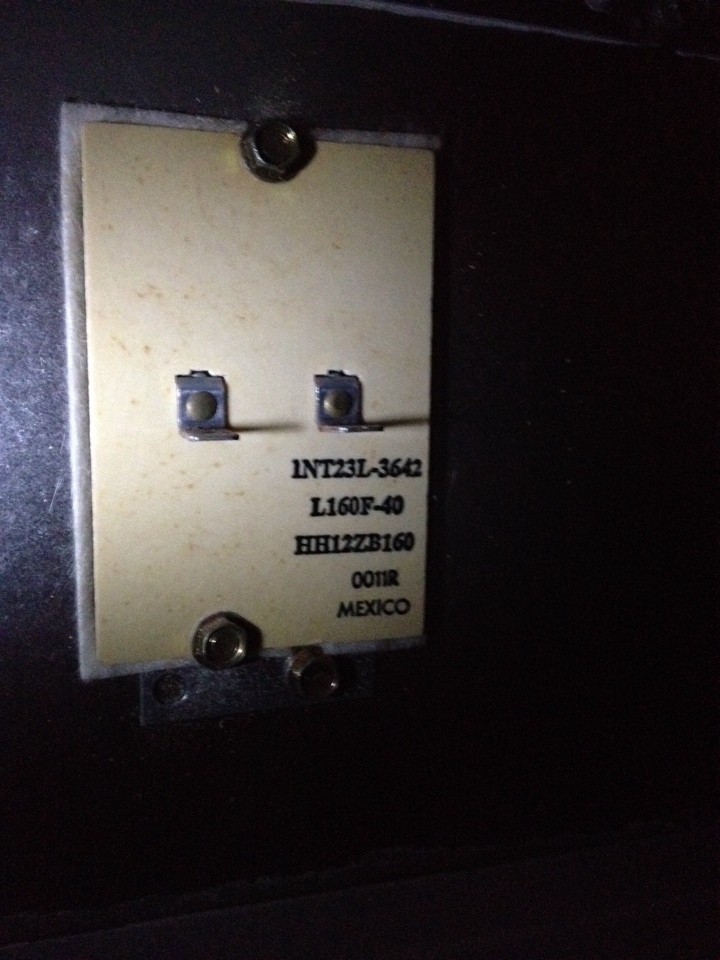 1NT23L-3642
L160F-40
HH12ZB160
0011R
MEXICO